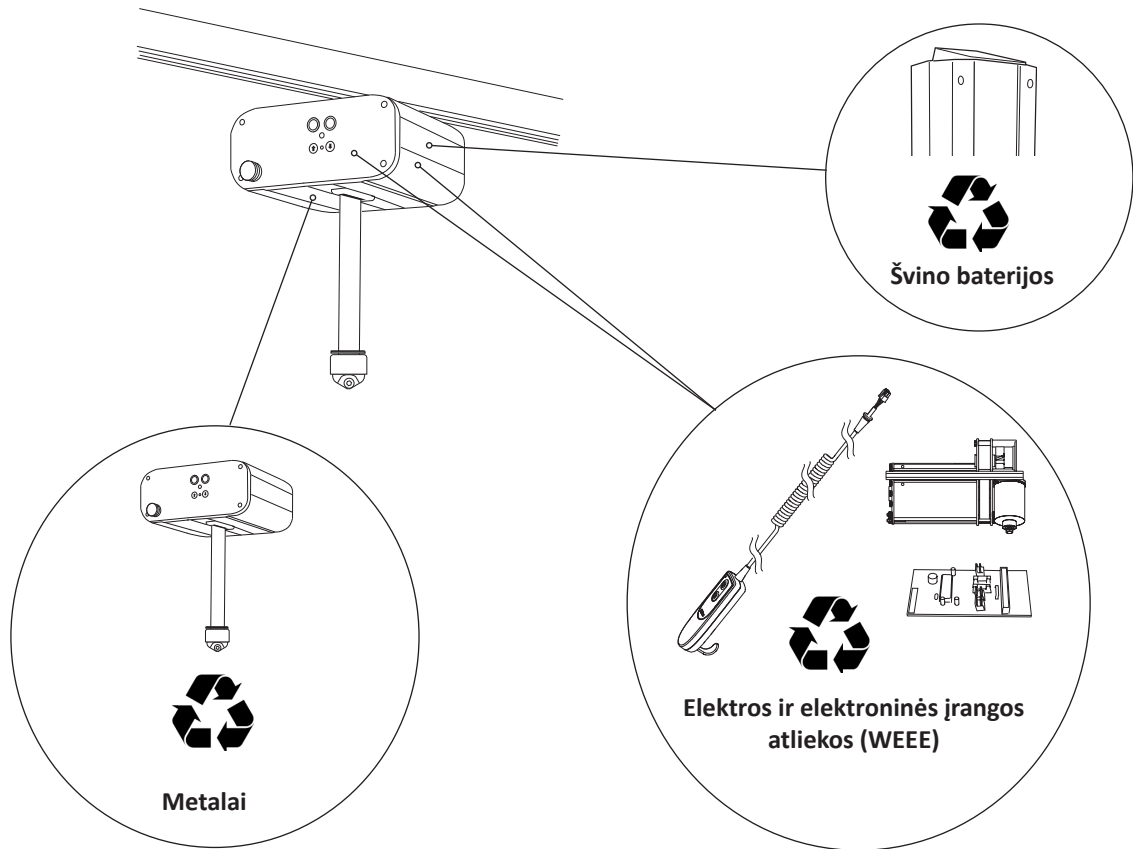 Švino baterijos
Elektros ir elektroninės įrangos
atliekos (WEEE)
Metalai